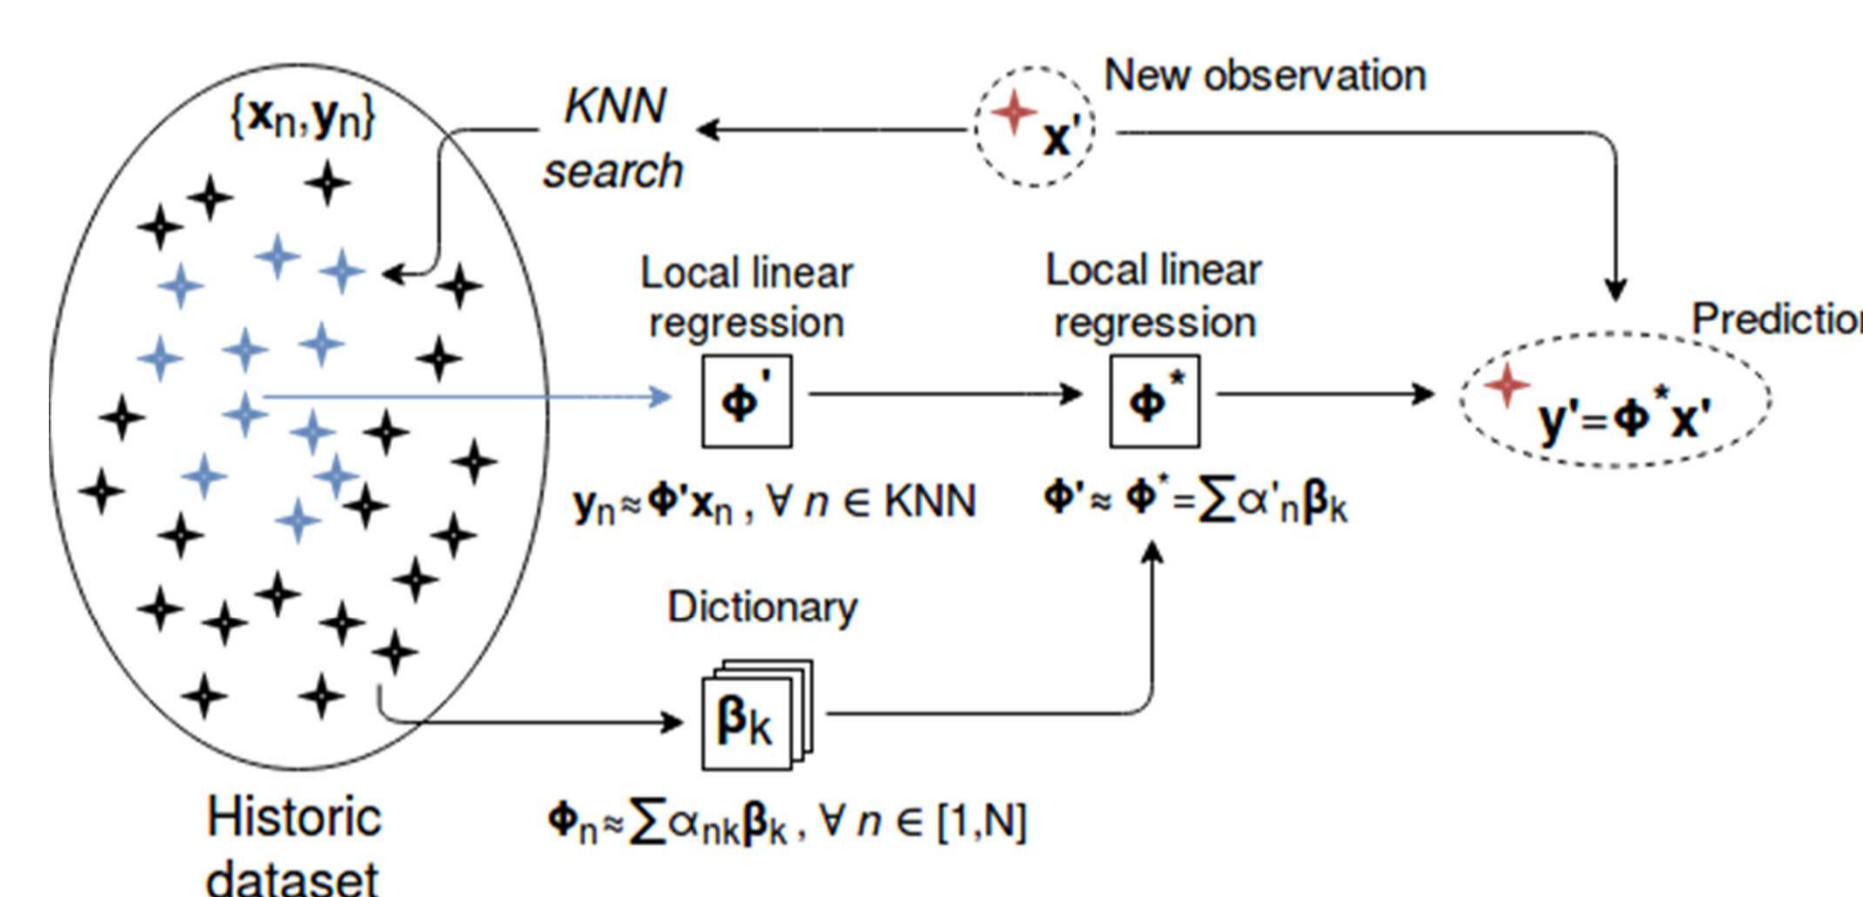 {xn,yn}
KNN
search
x'
New observation
Local linear
regression
Φ'
yn≈Φ'xn , ∀ n ∈ KNN
Local linear
regression
Φ*
Φ'≈ Φ*=∑α'nβk
Predictio
y'=Φ*x'
Dictionary
βk
Φn≈∑αnkβk , ∀ n ∈ [1,N]
Historic
dataset